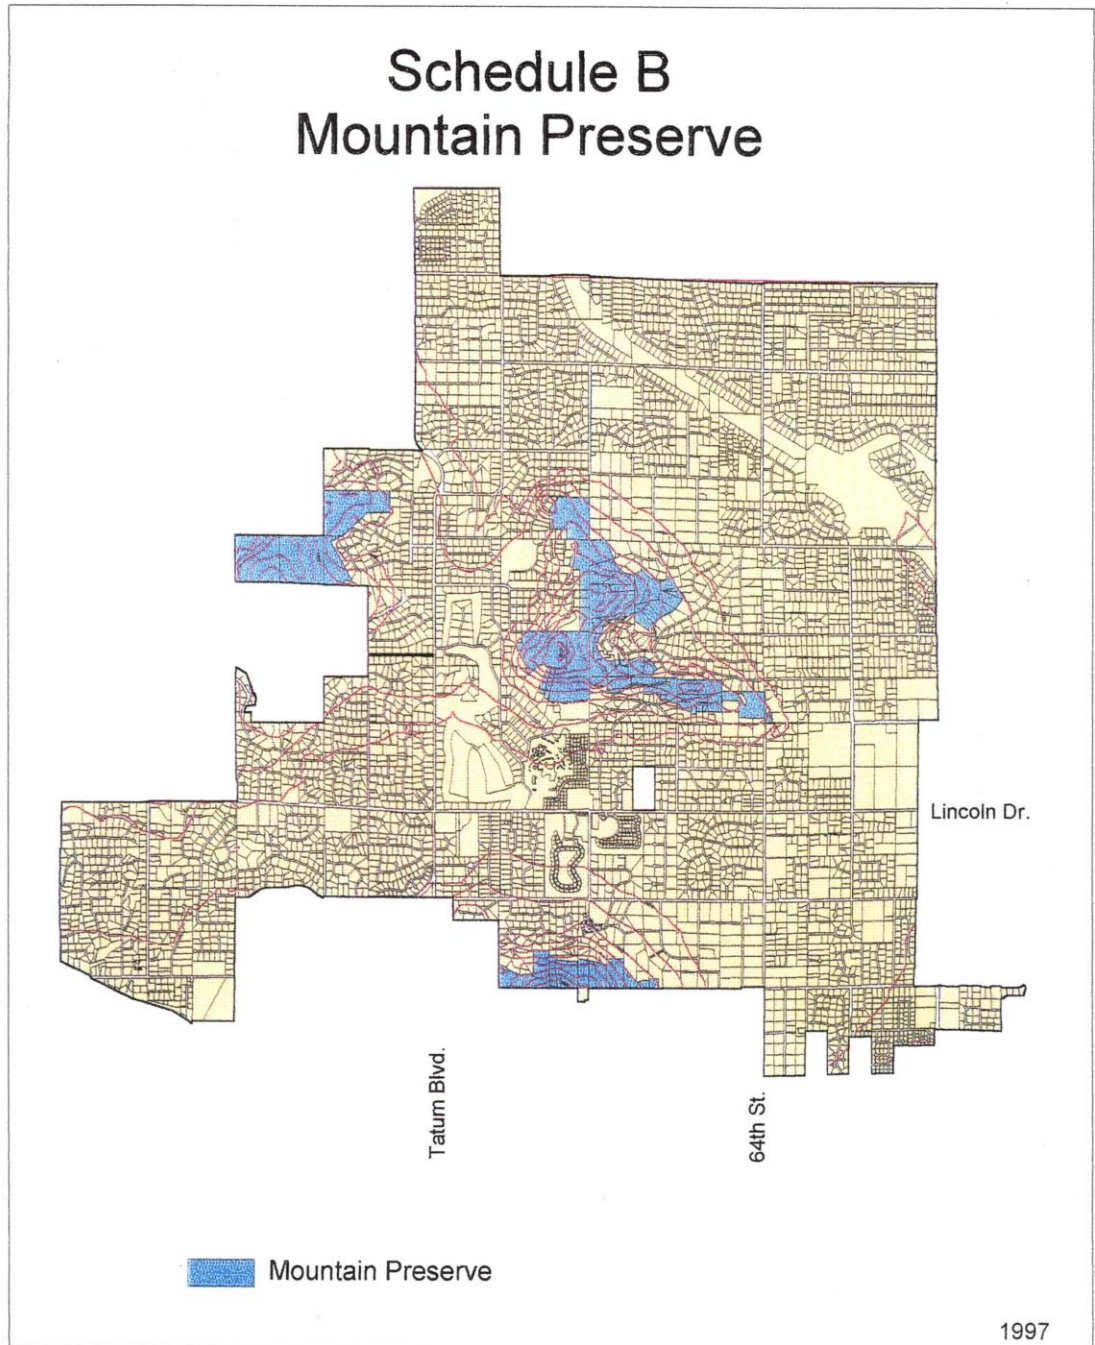 Schedule B
Mountain Preserve
Lincoln Dr.
Tatum Blvd.
64th St.
Mountain Preserve
1997